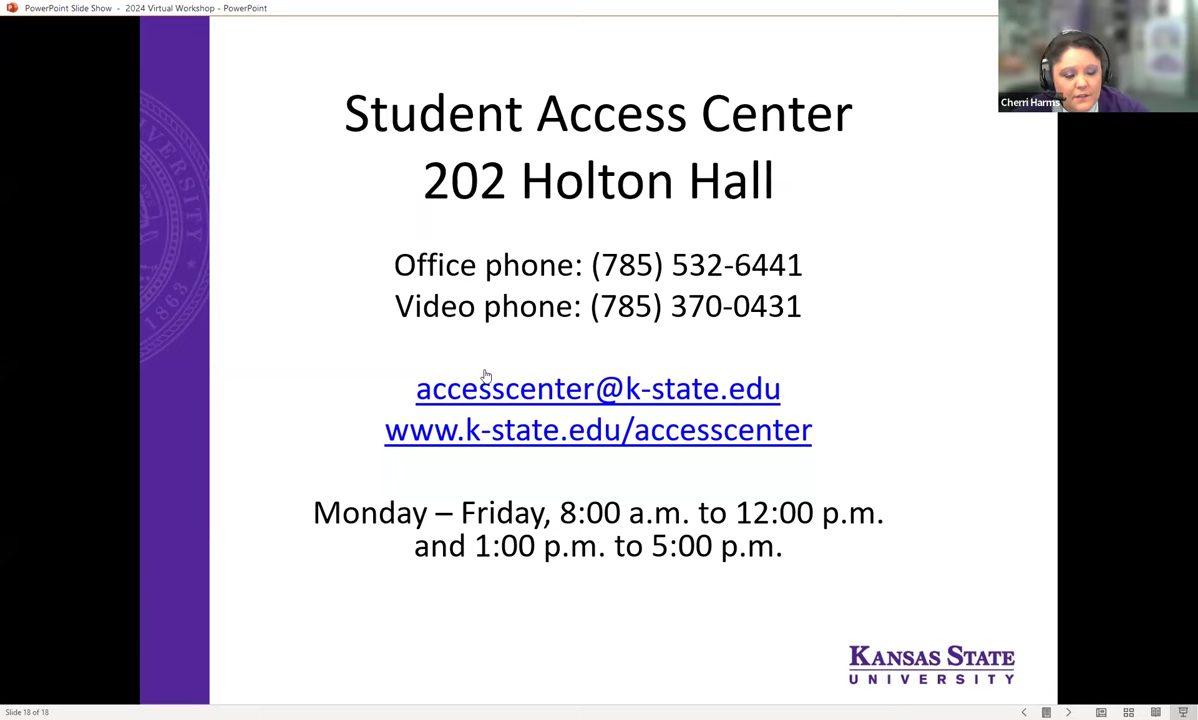 PowerPoint Slide Show - 2024 Virtual Workshop - PowerPoint
Cherri Harms
Student Access Center
202 Holton Hall
Office phone: (785) 532-6441
Video phone: (785) 370-0431
accesscenter@k-state.edu
www.k-state.edu/accesscenter
Monday – Friday, 8:00 a.m. to 12:00 p.m.
and 1:00 p.m. to 5:00 p.m.
UNIVERSITY
1863
KANSAS STATE
UNIVERSITY
Slide 18 of 18